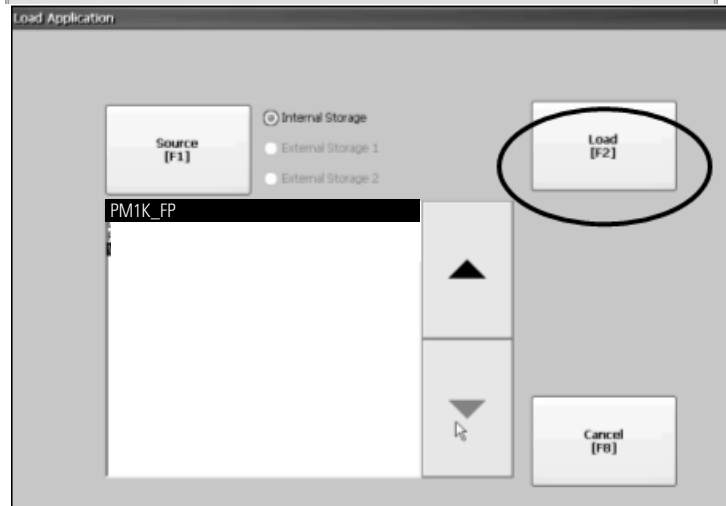 Load Application
Internal Storage
Source
[F1]
External Storage 1
External Storage 2
Load
[F2]
PM1K_FP
Cancel
[F8]